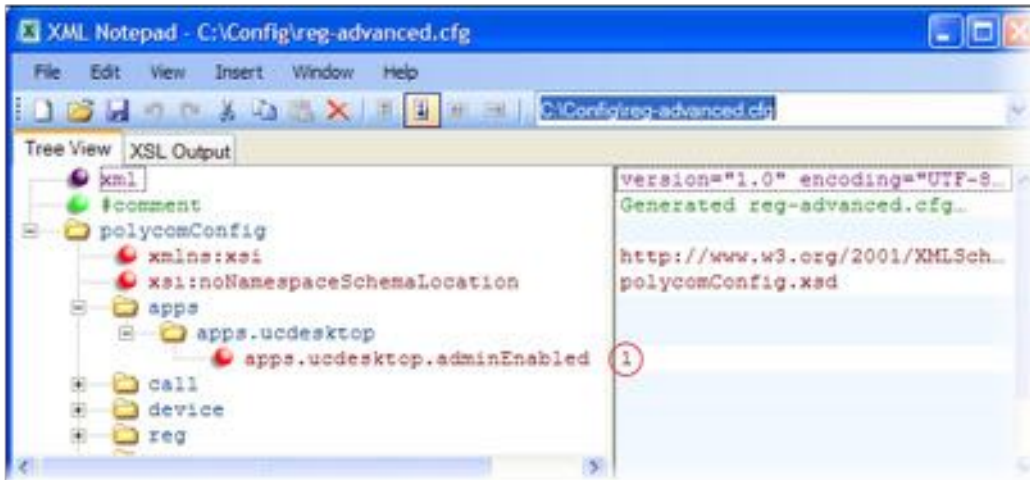 XML Notepad - C:\Config\reg-advanced.cfg
File Edit View Insert Window Help
C:\Config\reg-advanced.cfg
Tree View XSL Output
xml version="1.0" encoding="UTF-8...
#comment Generated reg-advanced.cfg...
polycomConfig
xmlns:xsi http://www.w3.org/2001/XMLSch...
xsi:noNamespaceSchemaLocation polycomConfig.xsd
apps
apps.ucdesktop
apps.ucdesktop.adminEnabled 1
call
device
reg